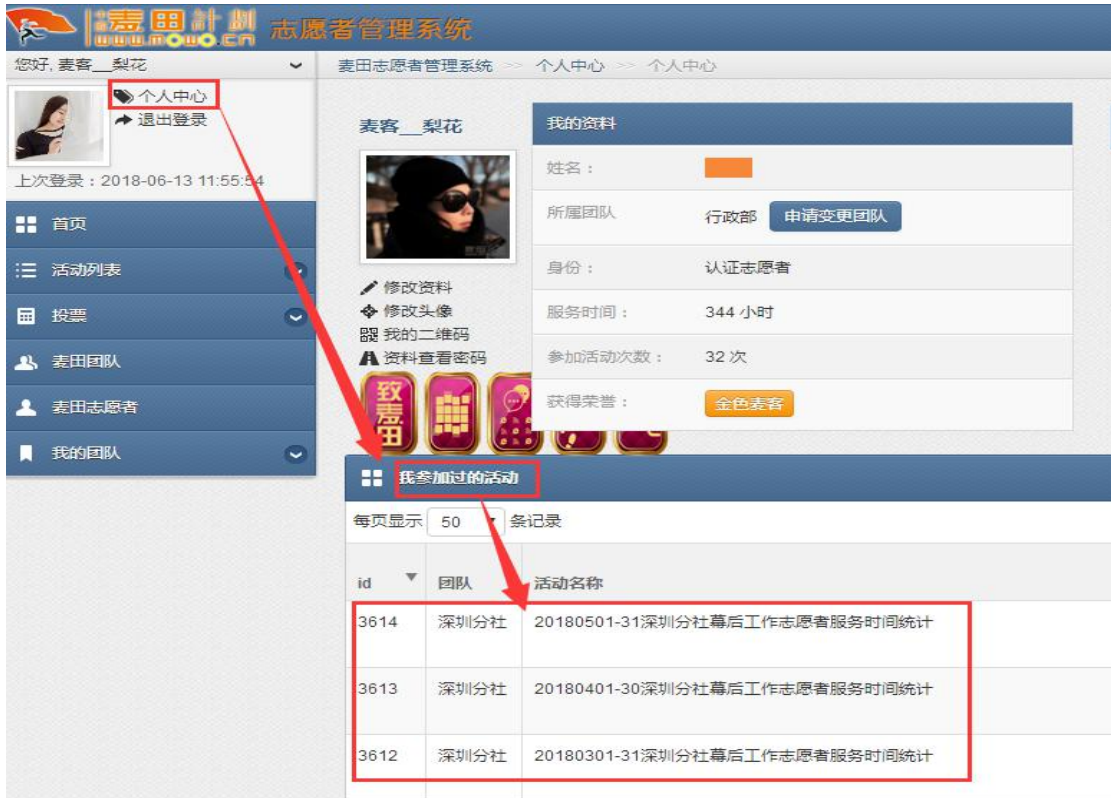 麦田計劃
www.mowo.cn
志愿者管理系统
您好, 麦客__梨花
麦田志愿者管理系统 >> 个人中心 >> 个人中心
个人中心
退出登录
上次登录：2018-06-13 11:55:54
首页
活动列表
投票
麦田团队
麦田志愿者
我的团队
麦客__梨花
修改资料
修改头像
我的二维码
资料查看密码
致麦田
我的资料
姓名：
所属团队 行政部 申请变更团队
身份： 认证志愿者
服务时间： 344 小时
参加活动次数： 32 次
获得荣誉： 金色麦客
我参加过的活动
每页显示 50 条记录
id 团队 活动名称
3614 深圳分社 20180501-31深圳分社幕后工作志愿者服务时间统计
3613 深圳分社 20180401-30深圳分社幕后工作志愿者服务时间统计
3612 深圳分社 20180301-31深圳分社幕后工作志愿者服务时间统计